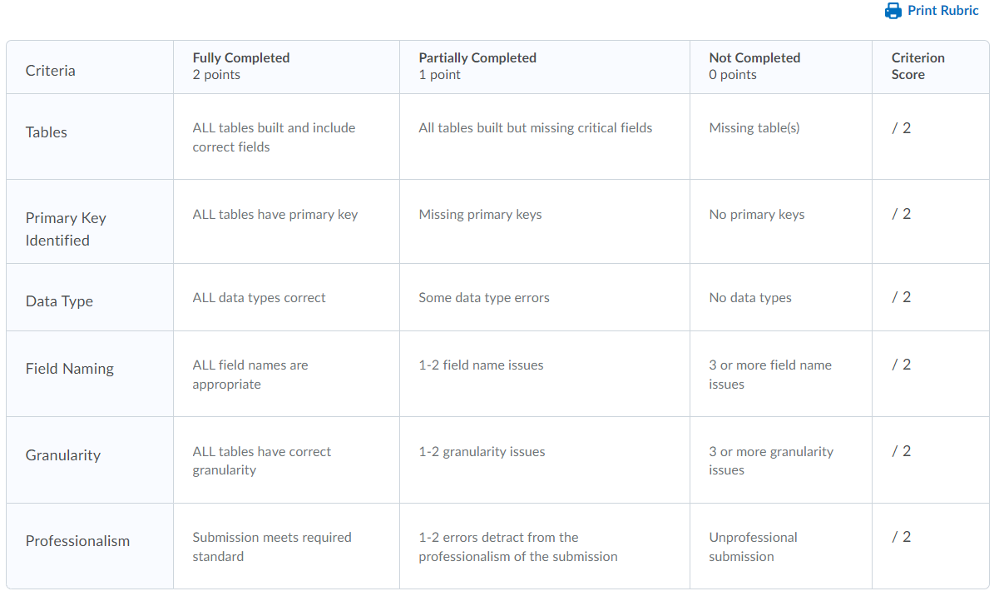 Print Rubric
Criteria
Fully Completed
2 points
Partially Completed
1 point
Not Completed
0 points
Criterion
Score
Tables
ALL tables built and include
correct fields
All tables built but missing critical fields
Missing table(s)
/ 2
Primary Key
Identified
ALL tables have primary key
Missing primary keys
No primary keys
/ 2
Data Type
ALL data types correct
Some data type errors
No data types
/ 2
Field Naming
ALL field names are
appropriate
1-2 field name issues
3 or more field name
issues
/ 2
Granularity
ALL tables have correct
granularity
1-2 granularity issues
3 or more granularity
issues
/ 2
Professionalism
Submission meets required
standard
1-2 errors detract from the
professionalism of the submission
Unprofessional
submission
/ 2